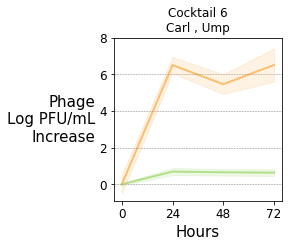 Cocktail 6
Carl , Ump
8
6
4
2
0
Phage
Log PFU/mL
Increase
0 24 48 72
Hours